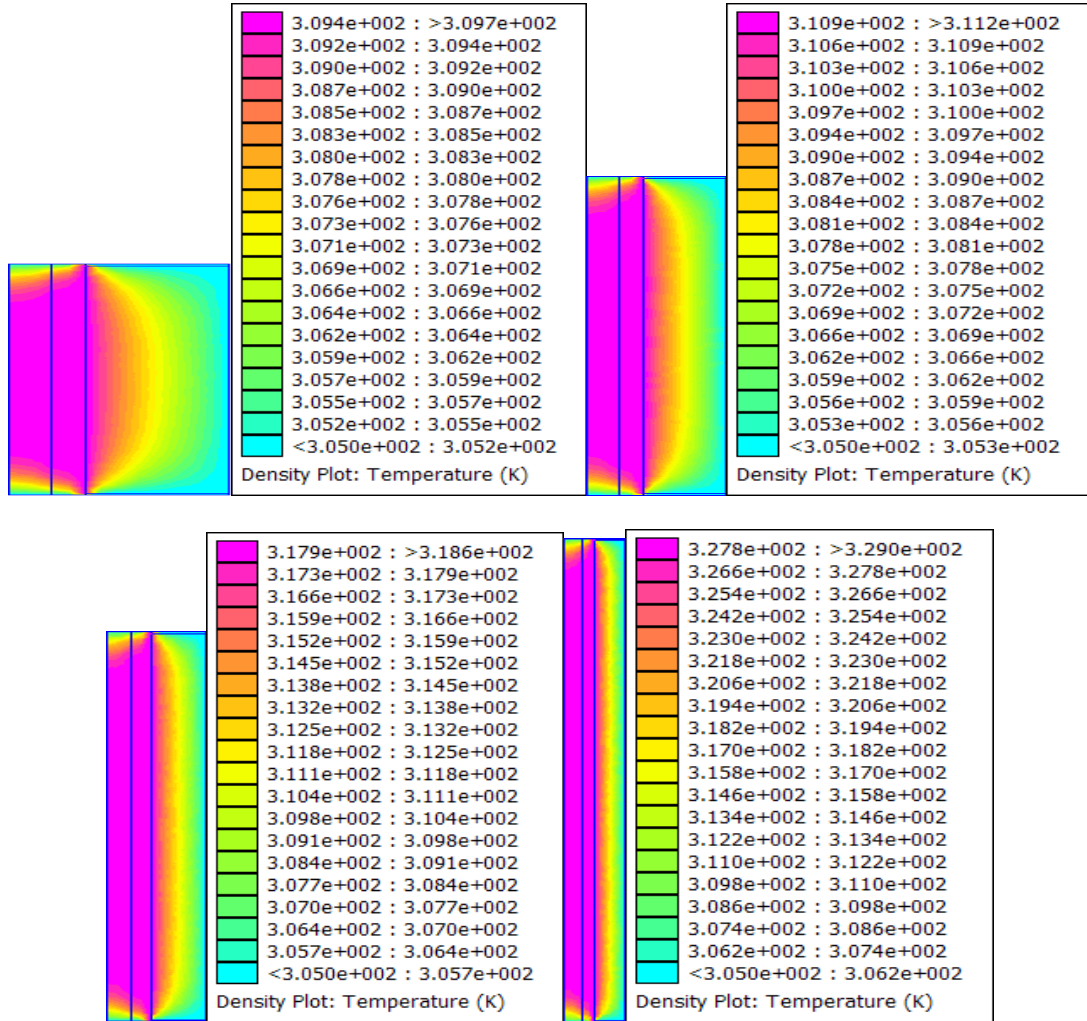 3.094e+002 : >3.097e+002
3.092e+002 : 3.094e+002
3.090e+002 : 3.092e+002
3.087e+002 : 3.090e+002
3.085e+002 : 3.087e+002
3.083e+002 : 3.085e+002
3.080e+002 : 3.083e+002
3.078e+002 : 3.080e+002
3.076e+002 : 3.078e+002
3.073e+002 : 3.076e+002
3.071e+002 : 3.073e+002
3.069e+002 : 3.071e+002
3.066e+002 : 3.069e+002
3.064e+002 : 3.066e+002
3.062e+002 : 3.064e+002
3.059e+002 : 3.062e+002
3.057e+002 : 3.059e+002
3.055e+002 : 3.057e+002
3.052e+002 : 3.055e+002
<3.050e+002 : 3.052e+002
Density Plot: Temperature (K)
3.109e+002 : >3.112e+002
3.106e+002 : 3.109e+002
3.103e+002 : 3.106e+002
3.100e+002 : 3.103e+002
3.097e+002 : 3.100e+002
3.094e+002 : 3.097e+002
3.090e+002 : 3.094e+002
3.087e+002 : 3.090e+002
3.084e+002 : 3.087e+002
3.081e+002 : 3.084e+002
3.078e+002 : 3.081e+002
3.075e+002 : 3.078e+002
3.072e+002 : 3.075e+002
3.069e+002 : 3.072e+002
3.066e+002 : 3.069e+002
3.062e+002 : 3.066e+002
3.059e+002 : 3.062e+002
3.056e+002 : 3.059e+002
3.053e+002 : 3.056e+002
<3.050e+002 : 3.053e+002
Density Plot: Temperature (K)
3.179e+002 : >3.186e+002
3.173e+002 : 3.179e+002
3.166e+002 : 3.173e+002
3.159e+002 : 3.166e+002
3.152e+002 : 3.159e+002
3.145e+002 : 3.152e+002
3.138e+002 : 3.145e+002
3.132e+002 : 3.138e+002
3.125e+002 : 3.132e+002
3.118e+002 : 3.125e+002
3.111e+002 : 3.118e+002
3.104e+002 : 3.111e+002
3.098e+002 : 3.104e+002
3.091e+002 : 3.098e+002
3.084e+002 : 3.091e+002
3.077e+002 : 3.084e+002
3.070e+002 : 3.077e+002
3.064e+002 : 3.070e+002
3.057e+002 : 3.064e+002
<3.050e+002 : 3.057e+002
Density Plot: Temperature (K)
3.278e+002 : >3.290e+002
3.266e+002 : 3.278e+002
3.254e+002 : 3.266e+002
3.242e+002 : 3.254e+002
3.230e+002 : 3.242e+002
3.218e+002 : 3.230e+002
3.206e+002 : 3.218e+002
3.194e+002 : 3.206e+002
3.182e+002 : 3.194e+002
3.170e+002 : 3.182e+002
3.158e+002 : 3.170e+002
3.146e+002 : 3.158e+002
3.134e+002 : 3.146e+002
3.122e+002 : 3.134e+002
3.110e+002 : 3.122e+002
3.098e+002 : 3.110e+002
3.086e+002 : 3.098e+002
3.074e+002 : 3.086e+002
3.062e+002 : 3.074e+002
<3.050e+002 : 3.062e+002
Density Plot: Temperature (K)